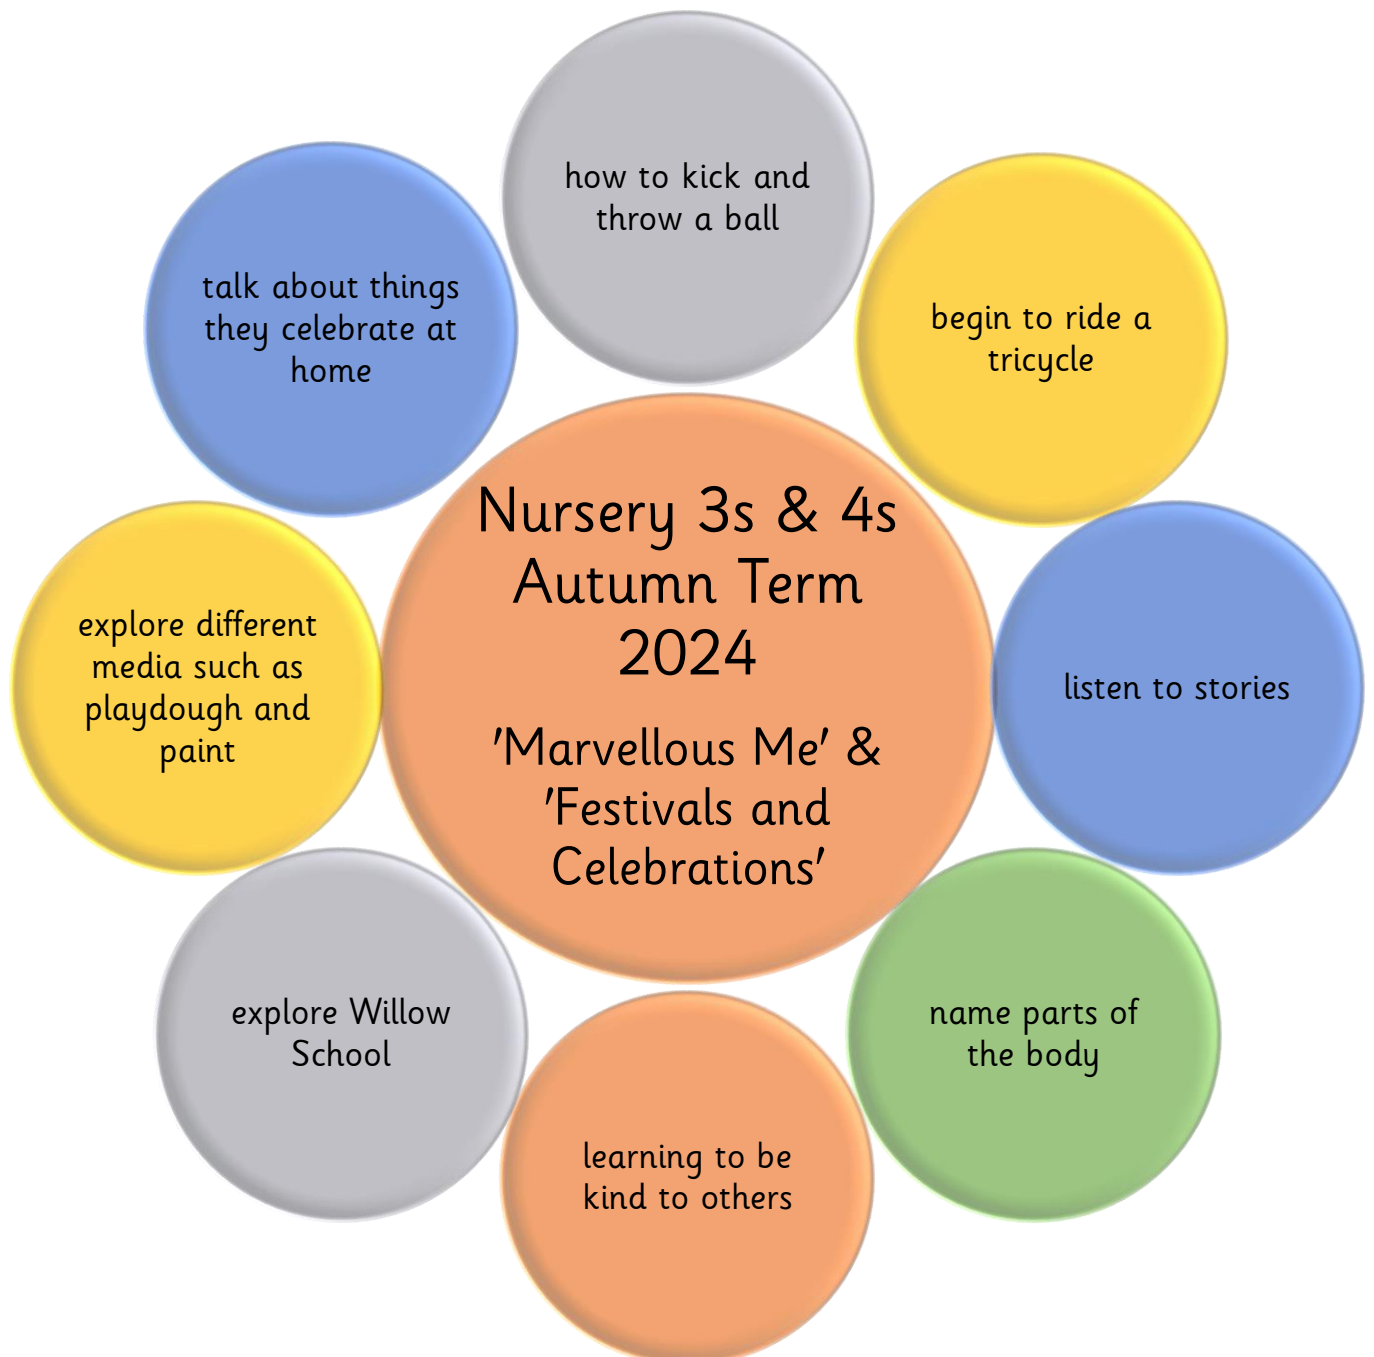 how to kick and
throw a ball
begin to ride a
tricycle
listen to stories
name parts of
the body
learning to be
kind to others
explore Willow
School
explore different
media such as
playdough and
paint
talk about things
they celebrate at
home
Nursery 3s & 4s
Autumn Term
2024
'Marvellous Me' &
'Festivals and
Celebrations'